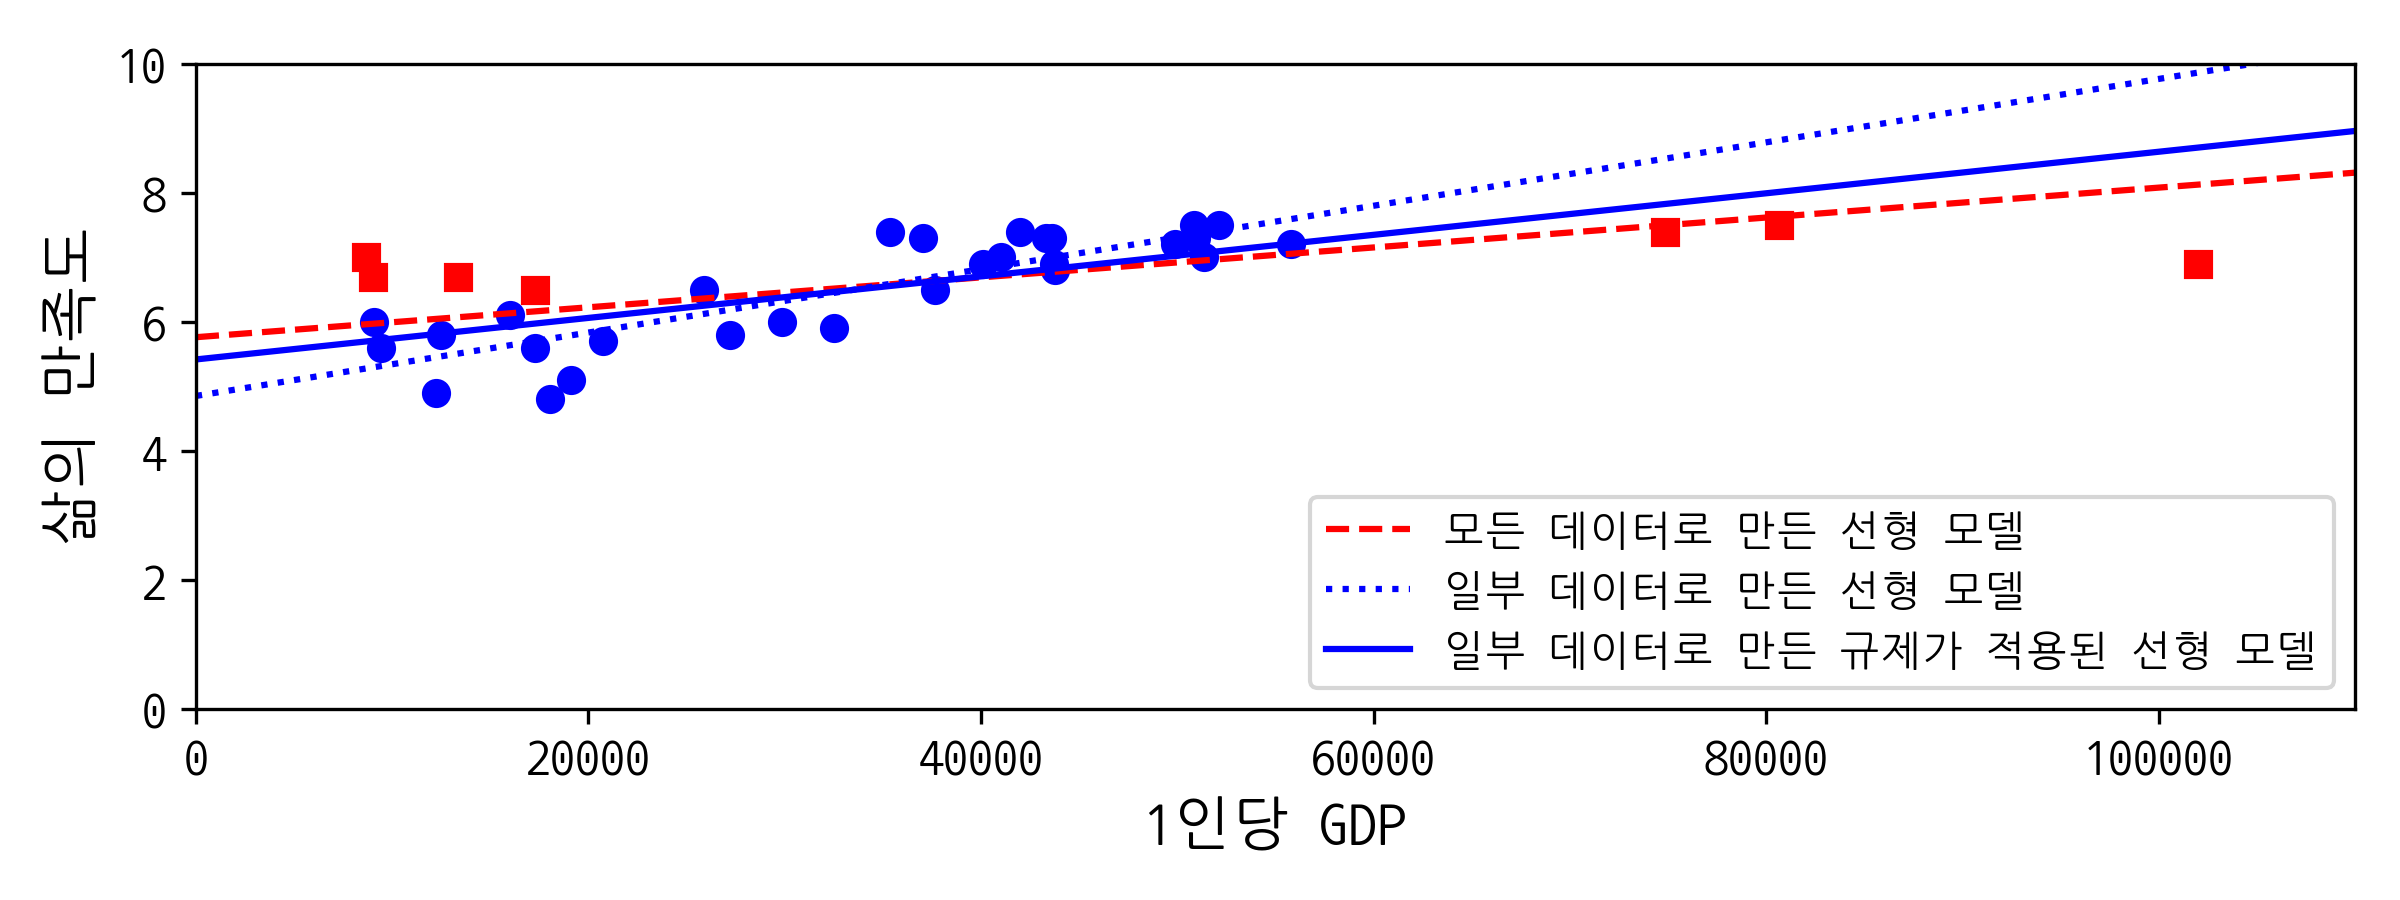 10
8
6
4
2
0
삶의 만족도
모든 데이터로 만든 선형 모델
일부 데이터로 만든 선형 모델
일부 데이터로 만든 규제가 적용된 선형 모델
0 20000 40000 60000 80000 100000
1인당 GDP